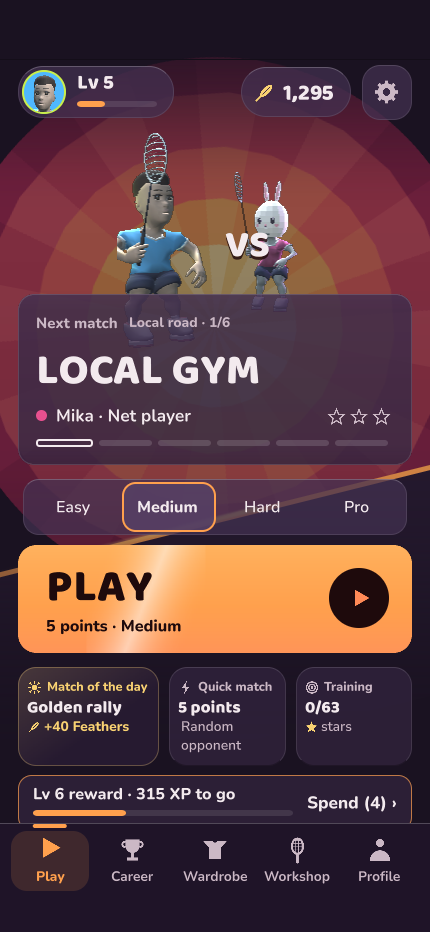 Lv 5
1,295
VS
Next match Local road · 1/6
LOCAL GYM
Mika · Net player
Easy Medium Hard Pro
PLAY
5 points · Medium
Match of the day
Golden rally
+40 Feathers
Quick match
5 points
Random
opponent
Training
0/63
stars
Lv 6 reward · 315 XP to go
Spend (4) ›
Play Career Wardrobe Workshop Profile